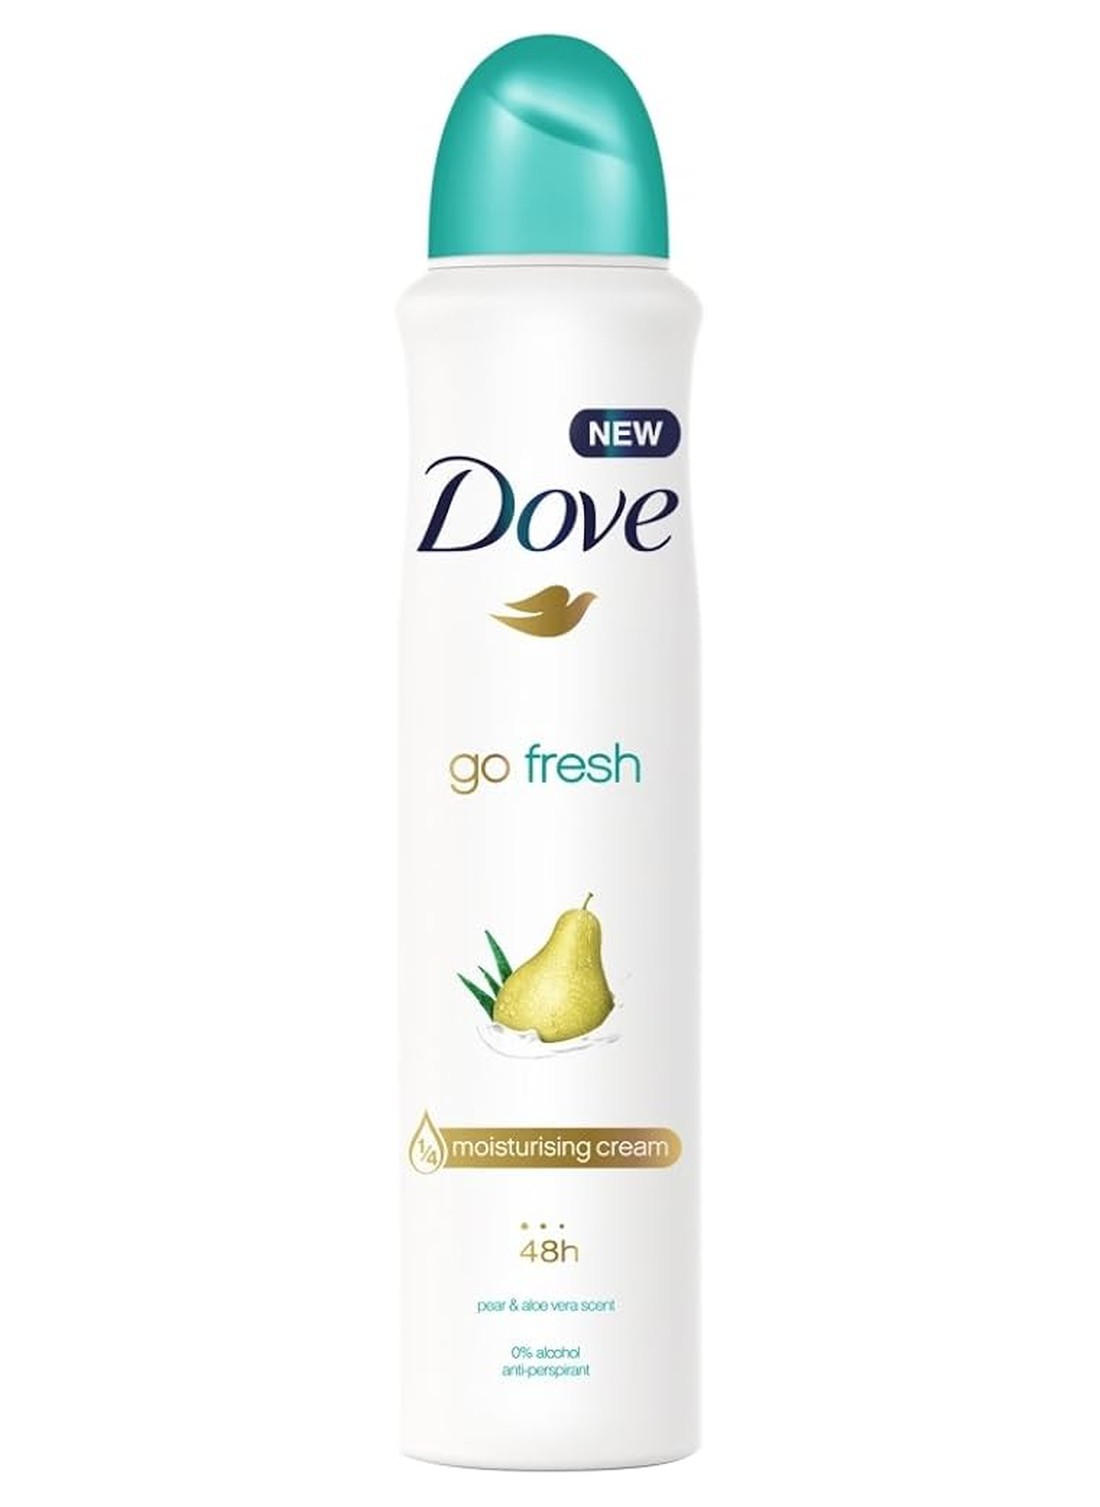 NEW
Dove
go fresh
1/4 moisturising cream
48h
pear & aloe vera scent
0% alcohol
anti-perspirant